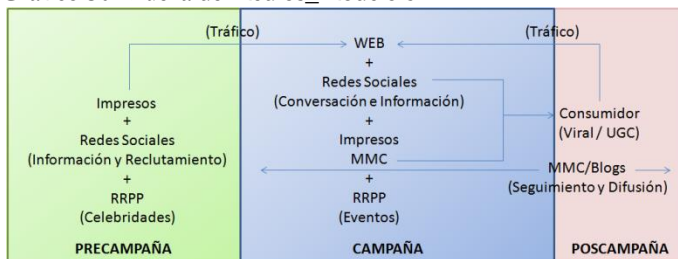 (Tráfico)
(Tráfico)
WEB
+
Redes Sociales
(Conversación e Información)
+
Impresos
MMC
+
RRPP
(Eventos)
Impresos
+
Redes Sociales
(Información y Reclutamiento)
+
RRPP
(Celebridades)
Consumidor
(Viral / UGC)
MMC/Blogs
(Seguimiento y Difusión)
PRECAMPAÑA
CAMPAÑA
POSCAMPAÑA